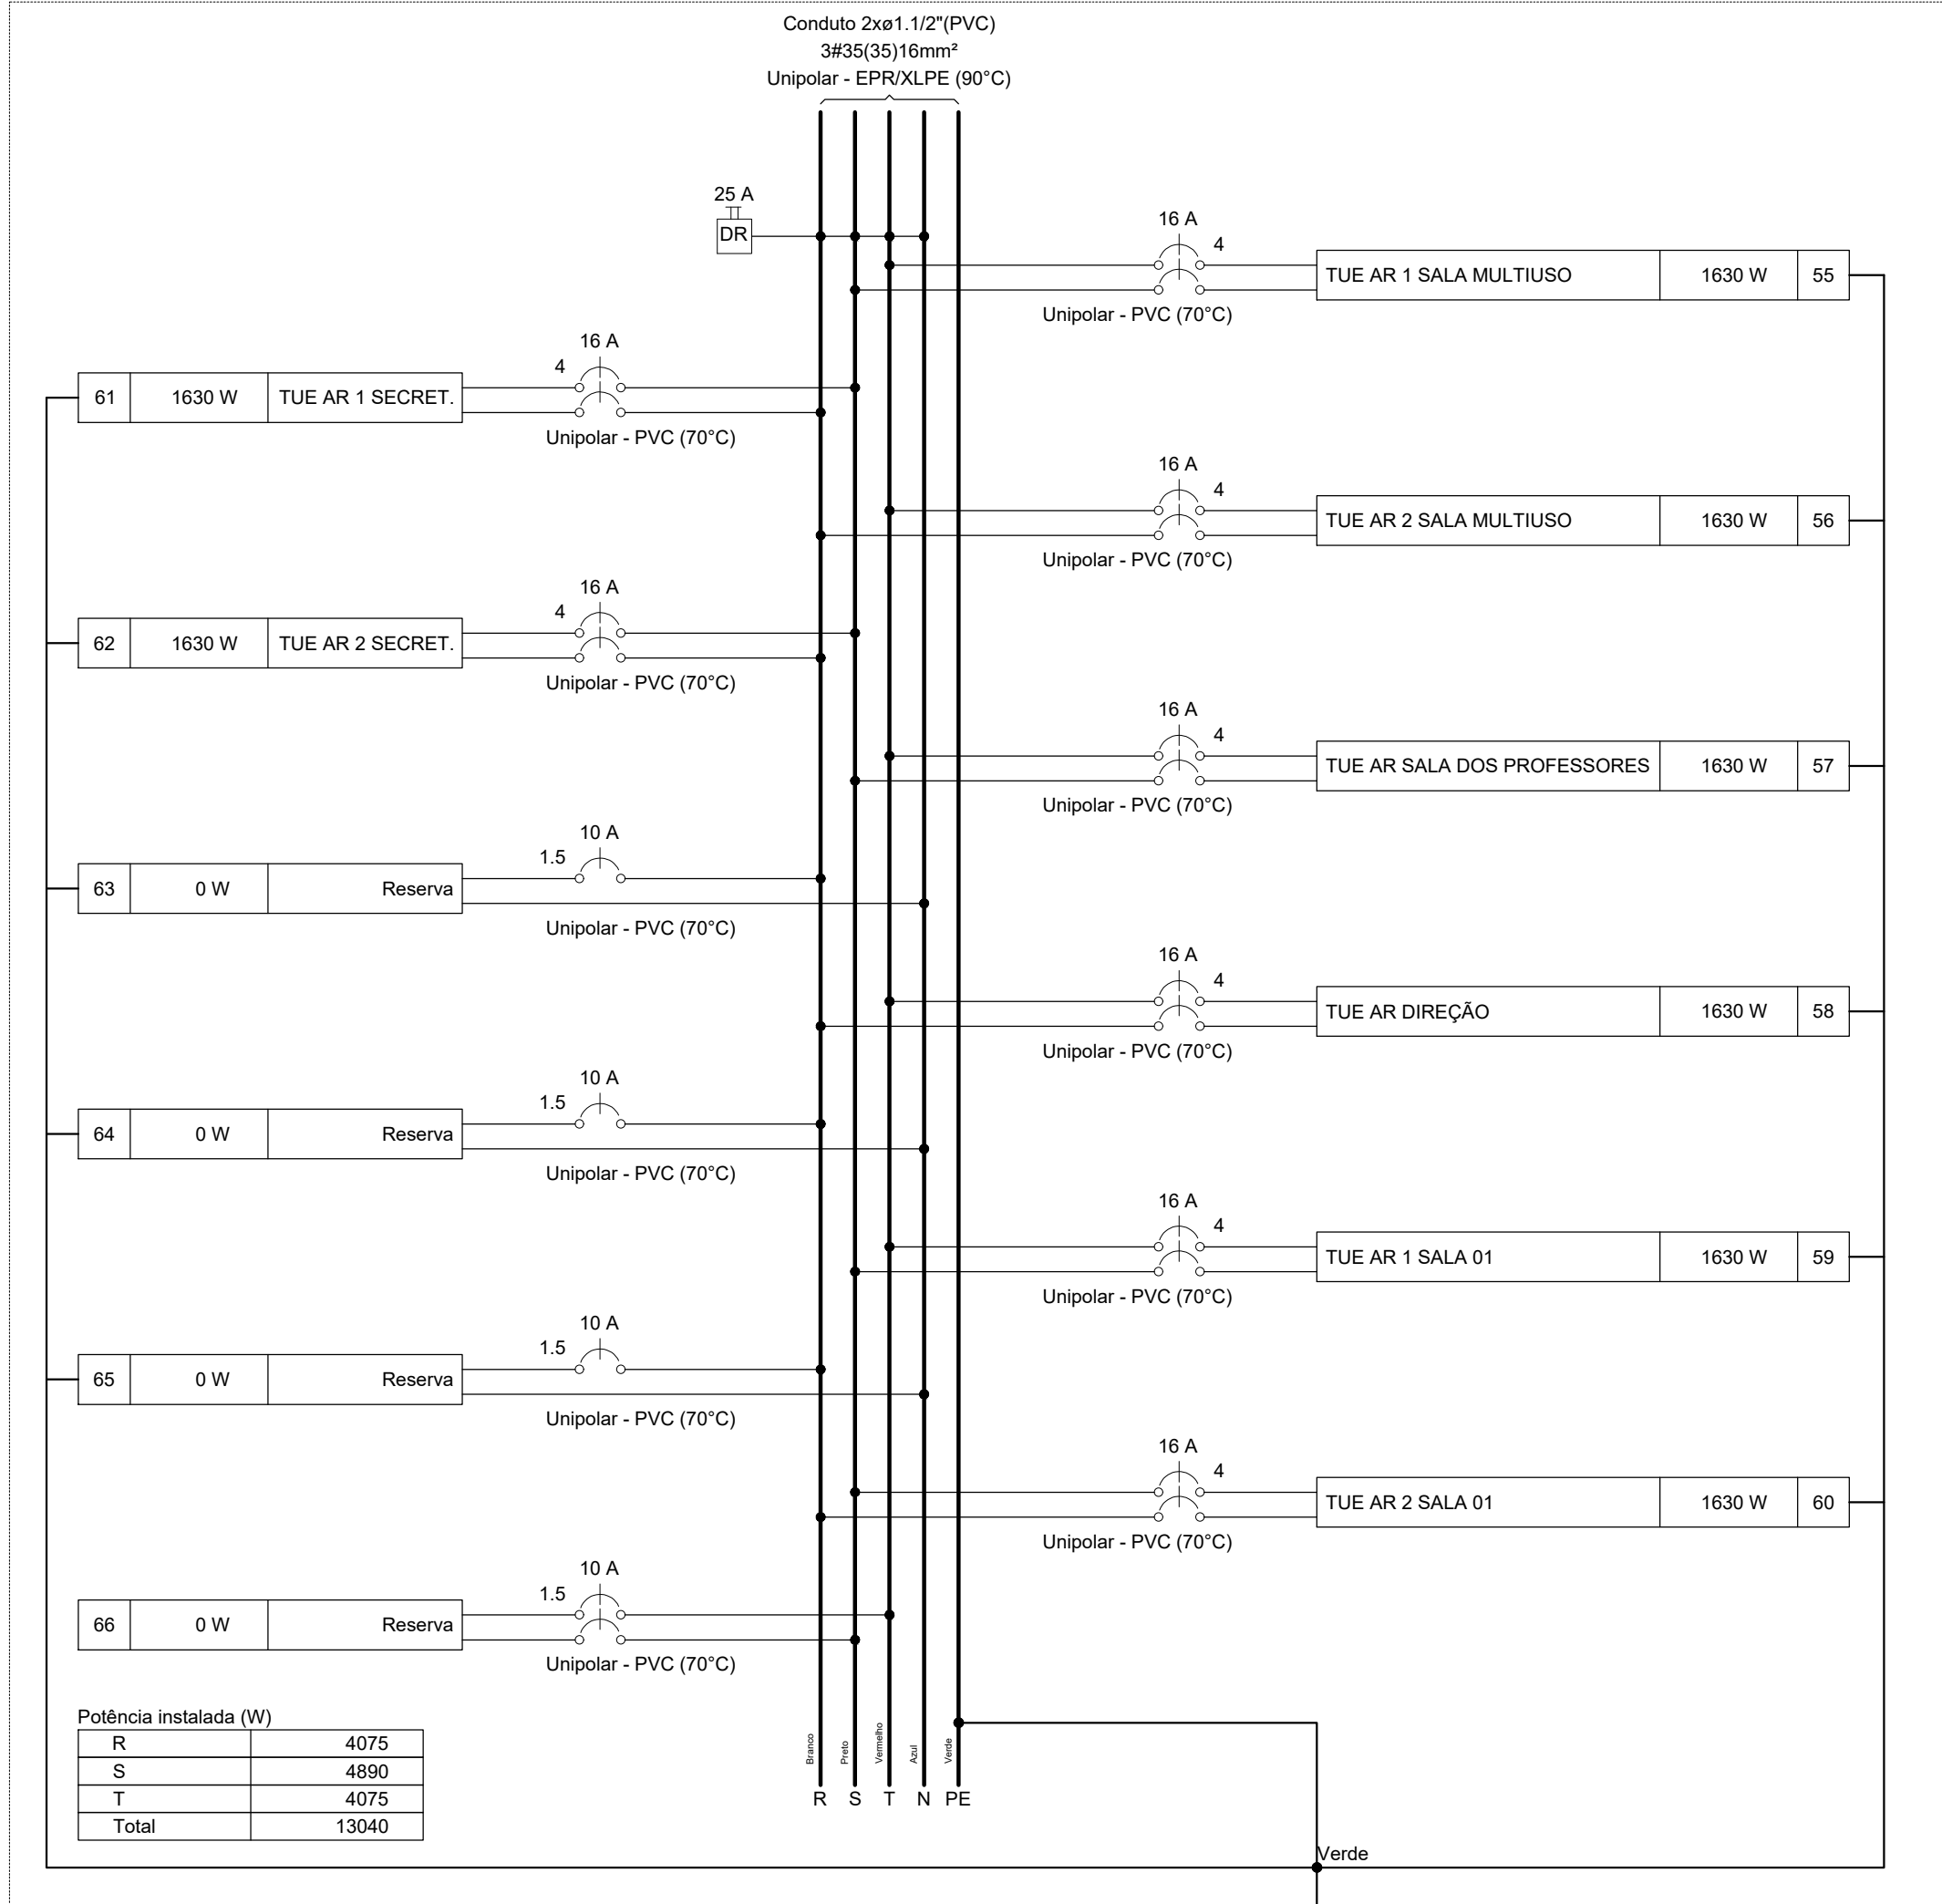 Conduto 2xø1.1/2"(PVC)
3#35(35)16mm²
Unipolar - EPR/XLPE (90°C)
25 A
DR
16 A
4
TUE AR 1 SALA MULTIUSO 1630 W 55
Unipolar - PVC (70°C)
16 A
4
61 1630 W TUE AR 1 SECRET.
Unipolar - PVC (70°C)
16 A
4
TUE AR 2 SALA MULTIUSO 1630 W 56
Unipolar - PVC (70°C)
16 A
4
62 1630 W TUE AR 2 SECRET.
Unipolar - PVC (70°C)
16 A
4
TUE AR SALA DOS PROFESSORES 1630 W 57
Unipolar - PVC (70°C)
10 A
1.5
63 0 W Reserva
Unipolar - PVC (70°C)
16 A
4
TUE AR DIREÇÃO 1630 W 58
Unipolar - PVC (70°C)
10 A
1.5
64 0 W Reserva
Unipolar - PVC (70°C)
16 A
4
TUE AR 1 SALA 01 1630 W 59
Unipolar - PVC (70°C)
10 A
1.5
65 0 W Reserva
Unipolar - PVC (70°C)
16 A
4
TUE AR 2 SALA 01 1630 W 60
Unipolar - PVC (70°C)
10 A
1.5
66 0 W Reserva
Unipolar - PVC (70°C)
Potência instalada (W)
R 4075
S 4890
T 4075
Total 13040
Branco
Preto
Vermelho
Azul
Verde
R S T N PE
Verde